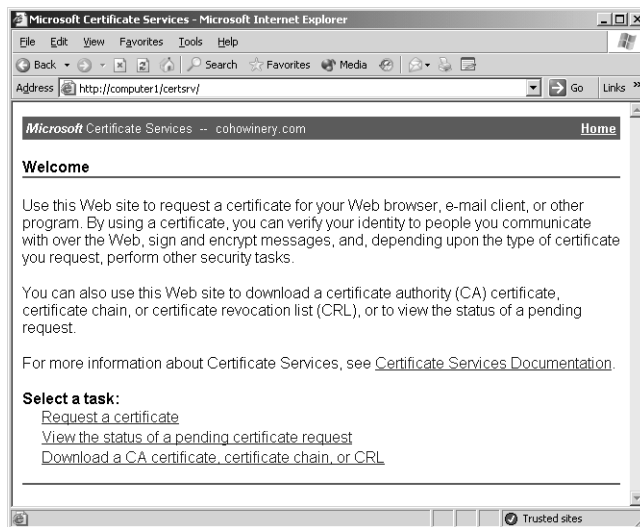 Microsoft Certificate Services - Microsoft Internet Explorer
File Edit View Favorites Tools Help
Back Search Favorites Media
Address http://computer1/certsrv/ Go Links »
Microsoft Certificate Services -- cohowinery.com Home
Welcome
Use this Web site to request a certificate for your Web browser, e-mail client, or other
program. By using a certificate, you can verify your identity to people you communicate
with over the Web, sign and encrypt messages, and, depending upon the type of certificate
you request, perform other security tasks.
You can also use this Web site to download a certificate authority (CA) certificate,
certificate chain, or certificate revocation list (CRL), or to view the status of a pending
request.
For more information about Certificate Services, see Certificate Services Documentation.
Select a task:
Request a certificate
View the status of a pending certificate request
Download a CA certificate, certificate chain, or CRL
Trusted sites